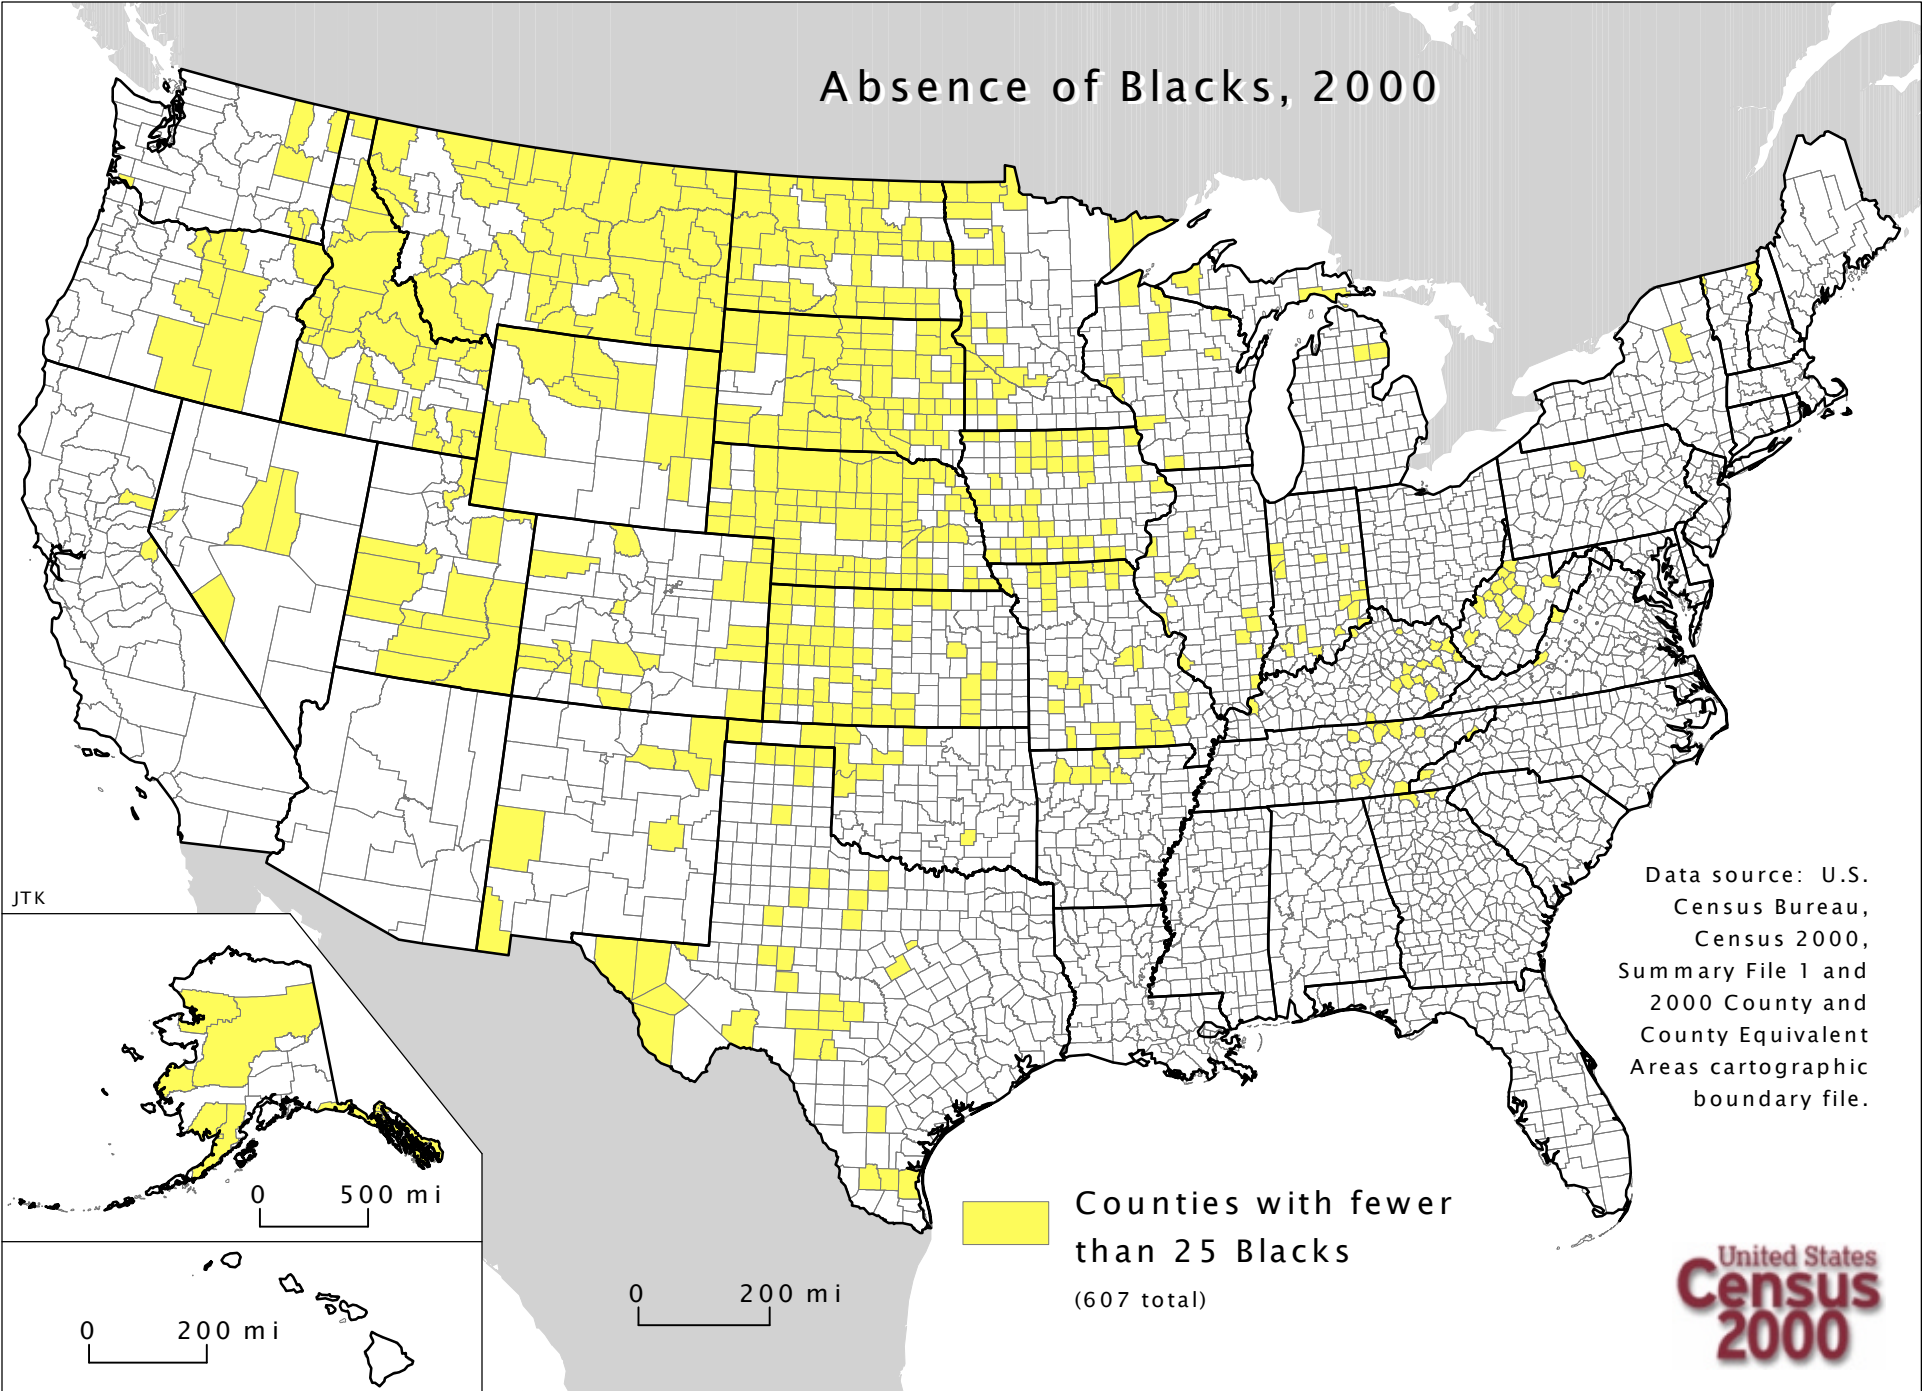 Absence of Blacks, 2000
JTK
Data source: U.S.
Census Bureau,
Census 2000,
Summary File 1 and
2000 County and
County Equivalent
Areas cartographic
boundary file.
0 500 mi
Counties with fewer
than 25 Blacks
(607 total)
0 200 mi
0 200 mi
United States
Census
2000